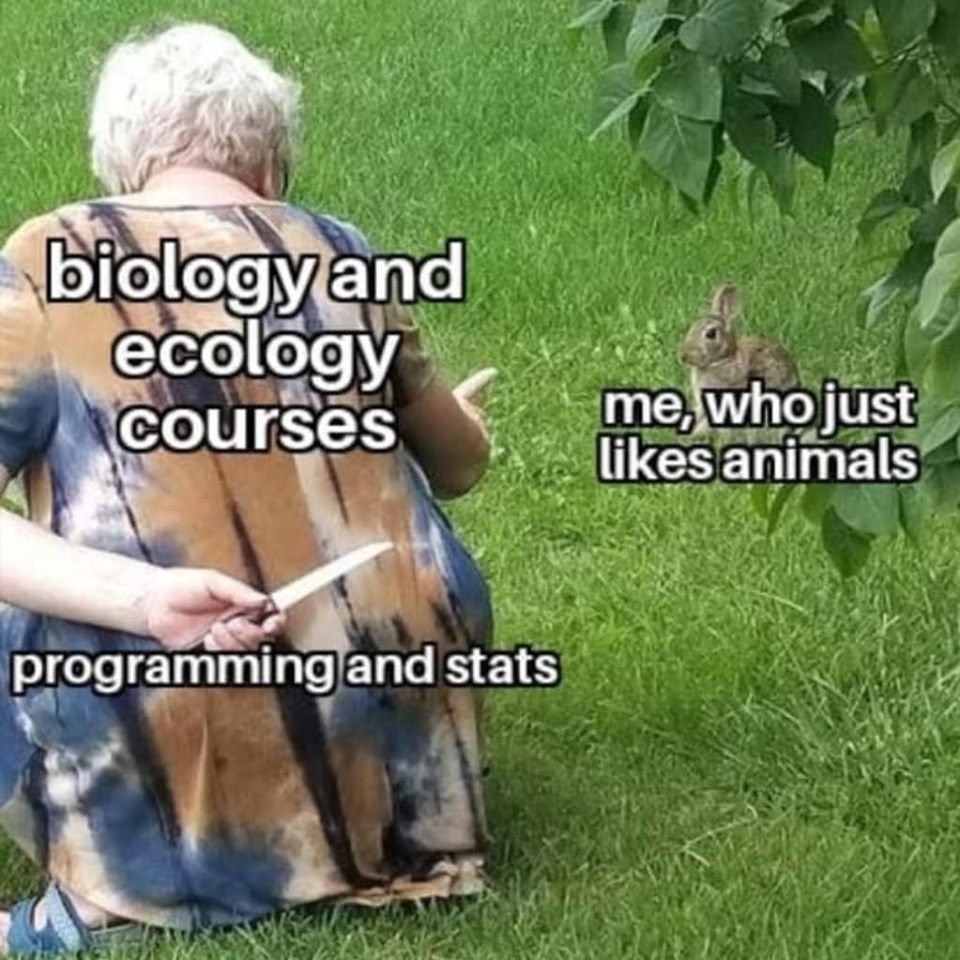 biology and
ecology
courses
me, who just
likes animals
programming and stats